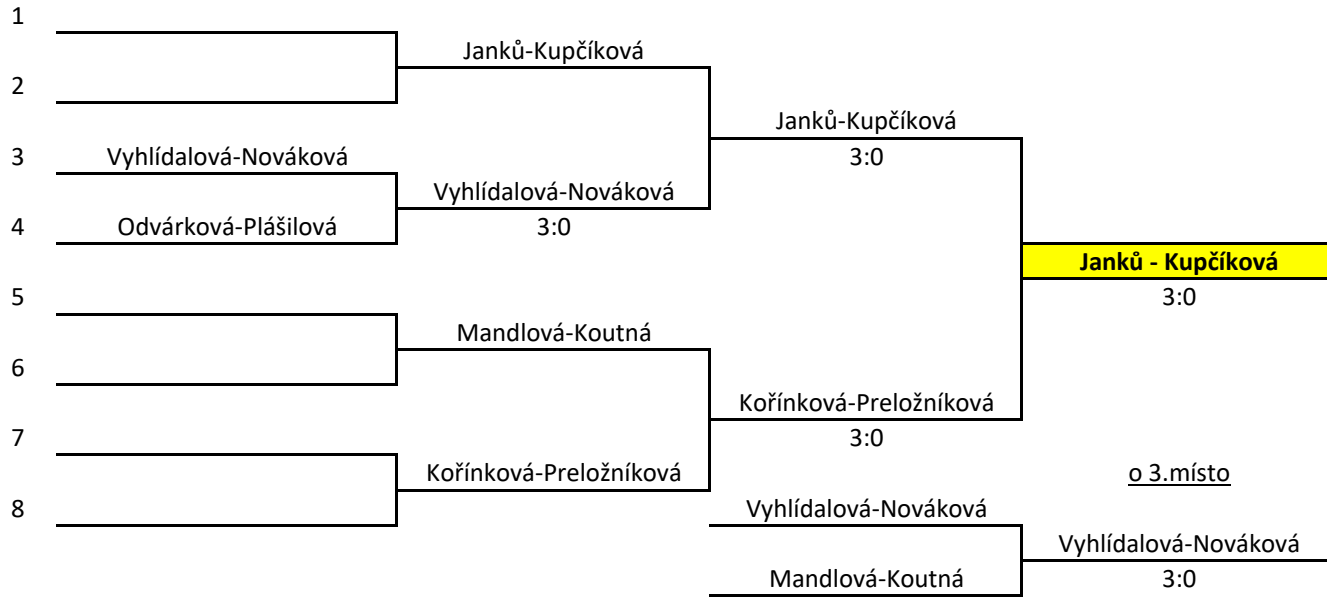 1
Janků-Kupčíková
2
Janků-Kupčíková
3 Vyhlídalová-Nováková 3:0
Vyhlídalová-Nováková
4 Odvárková-Plášilová 3:0
Janků - Kupčíková
5 3:0
Mandlová-Koutná
6
Kořínková-Preložníková
7 3:0
Kořínková-Preložníková o 3.místo
8 Vyhlídalová-Nováková
Vyhlídalová-Nováková
Mandlová-Koutná 3:0